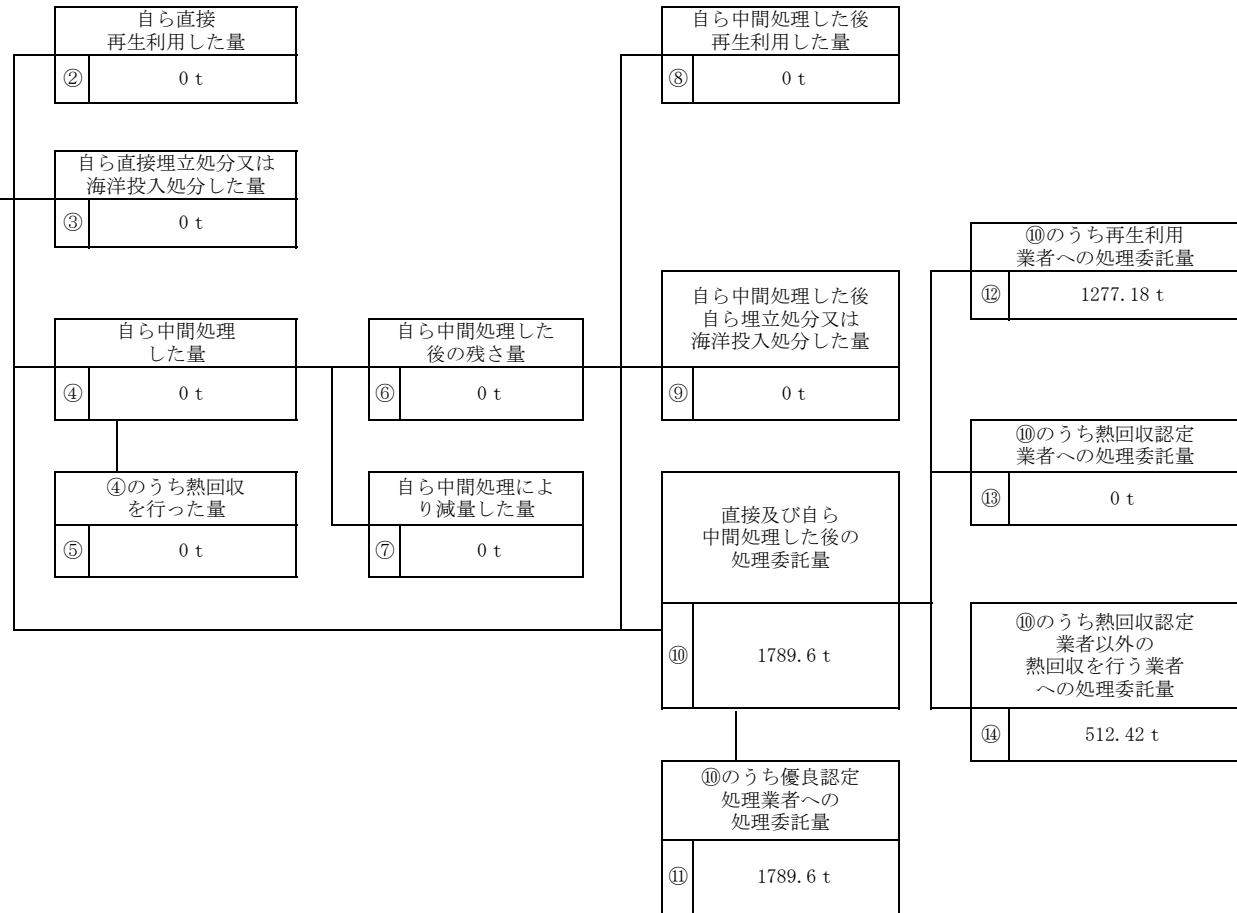 自ら直接
再生利用した量
② 0 t
自ら中間処理した後
再生利用した量
⑧ 0 t
自ら直接埋立処分又は
海洋投入処分した量
③ 0 t
⑩のうち再生利用
業者への処理委託量
⑫ 1277.18 t
自ら中間処理
した量
④ 0 t
自ら中間処理した
後の残さ量
⑥ 0 t
自ら中間処理した後
自ら埋立処分又は
海洋投入処分した量
⑨ 0 t
⑩のうち熱回収認定
業者への処理委託量
⑬ 0 t
④のうち熱回収
を行った量
⑤ 0 t
自ら中間処理によ
り減量した量
⑦ 0 t
直接及び自ら
中間処理した後の
処理委託量
⑩ 1789.6 t
⑩のうち熱回収認定
業者以外の
熱回収を行う業者
への処理委託量
⑭ 512.42 t
⑩のうち優良認定
処理業者への
処理委託量
⑪ 1789.6 t